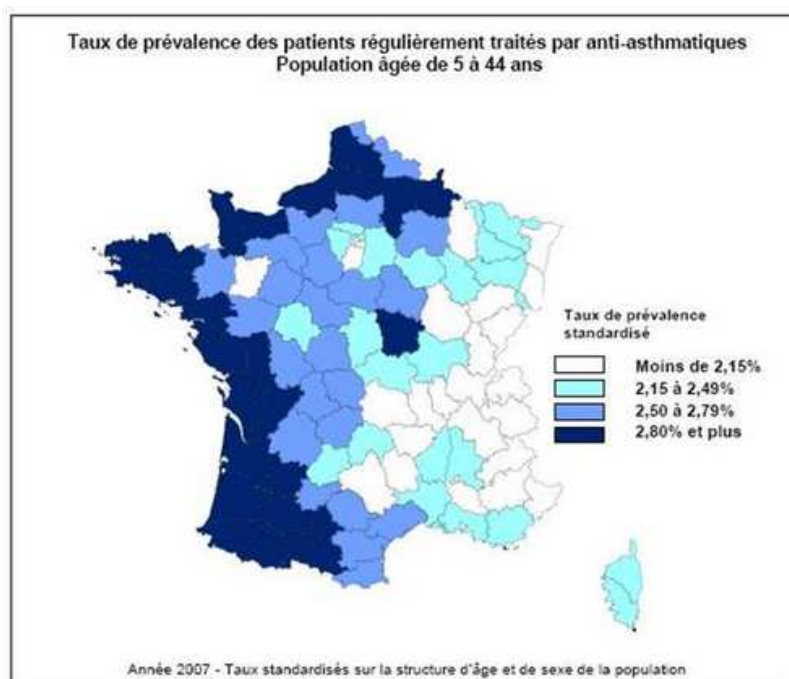 Taux de prévalence des patients régulièrement traités par anti-asthmatiques
Population âgée de 5 à 44 ans
Taux de prévalence
standardisé
Moins de 2,15%
2,15 à 2,49%
2,50 à 2,79%
2,80% et plus
Année 2007 - Taux standardisés sur la structure d'âge et de sexe de la population